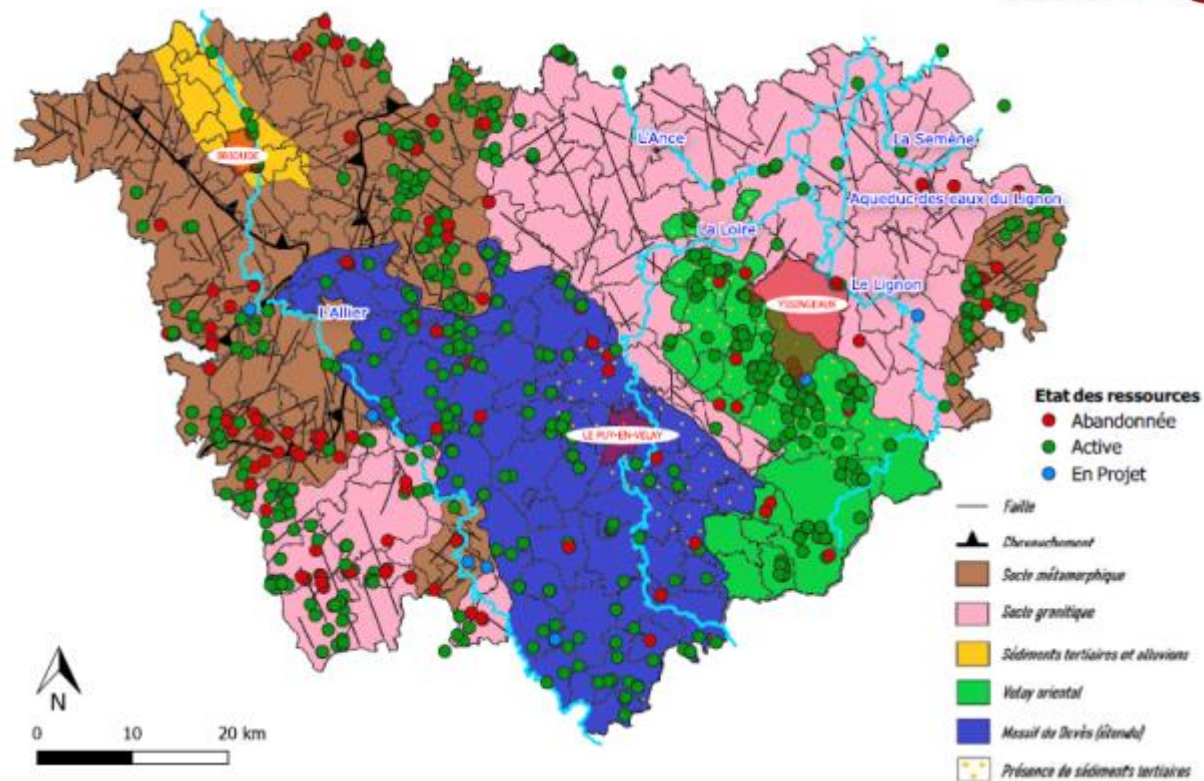 BRIOUDE
L'Ance
La Semène
Aqueduc des eaux du Lignon
La Loire
Le Lignon
YSSINGEAUX
L'Allier
LE PUY-EN-VELAY
Etat des ressources
Abandonnée
Active
En Projet
Faille
Chevauchement
Socle métamorphique
Socle granitique
Sédiments tertiaires et alluvions
Velay oriental
Massif du Devès (étendu)
Présence de sédiments tertiaires
N
0 10 20 km